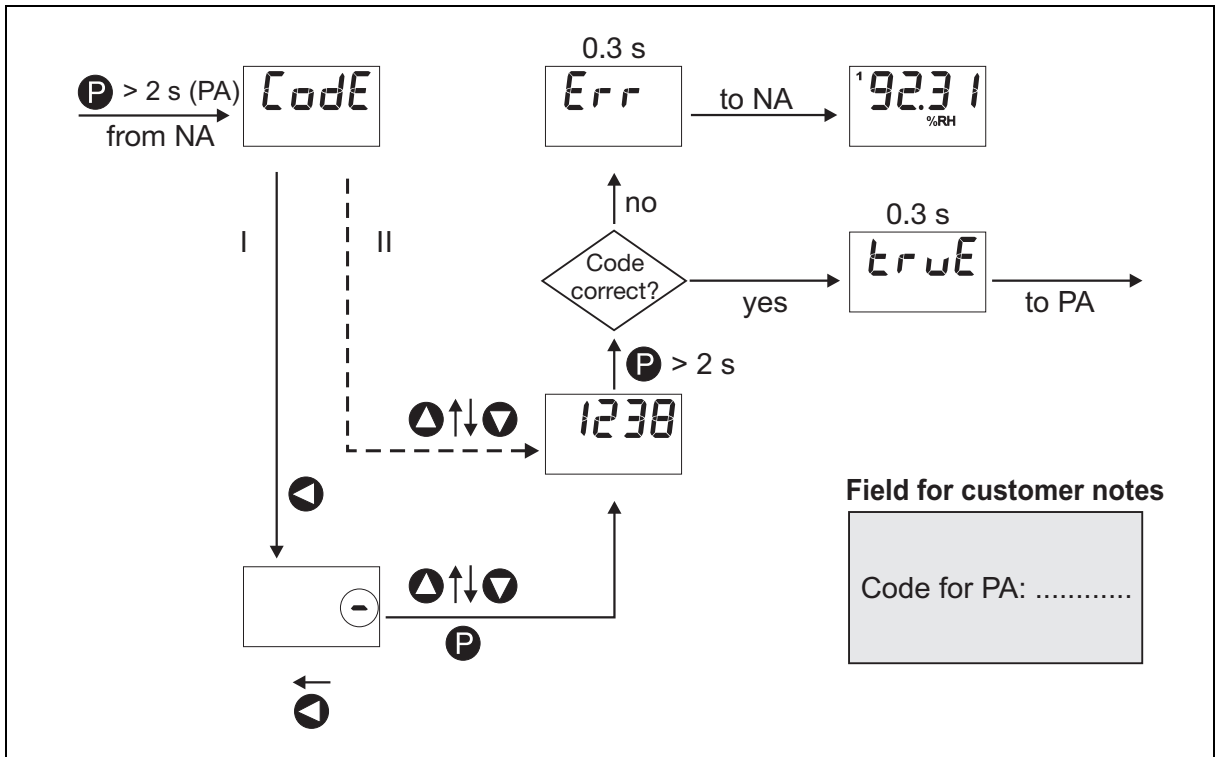 0.3 s
P > 2 s (PA)
from NA
CodE
Err
to NA
1 92.31
%RH
I
II
no
Code
correct?
yes
0.3 s
truE
to PA
P > 2 s
1238
P
Field for customer notes
Code for PA: ............